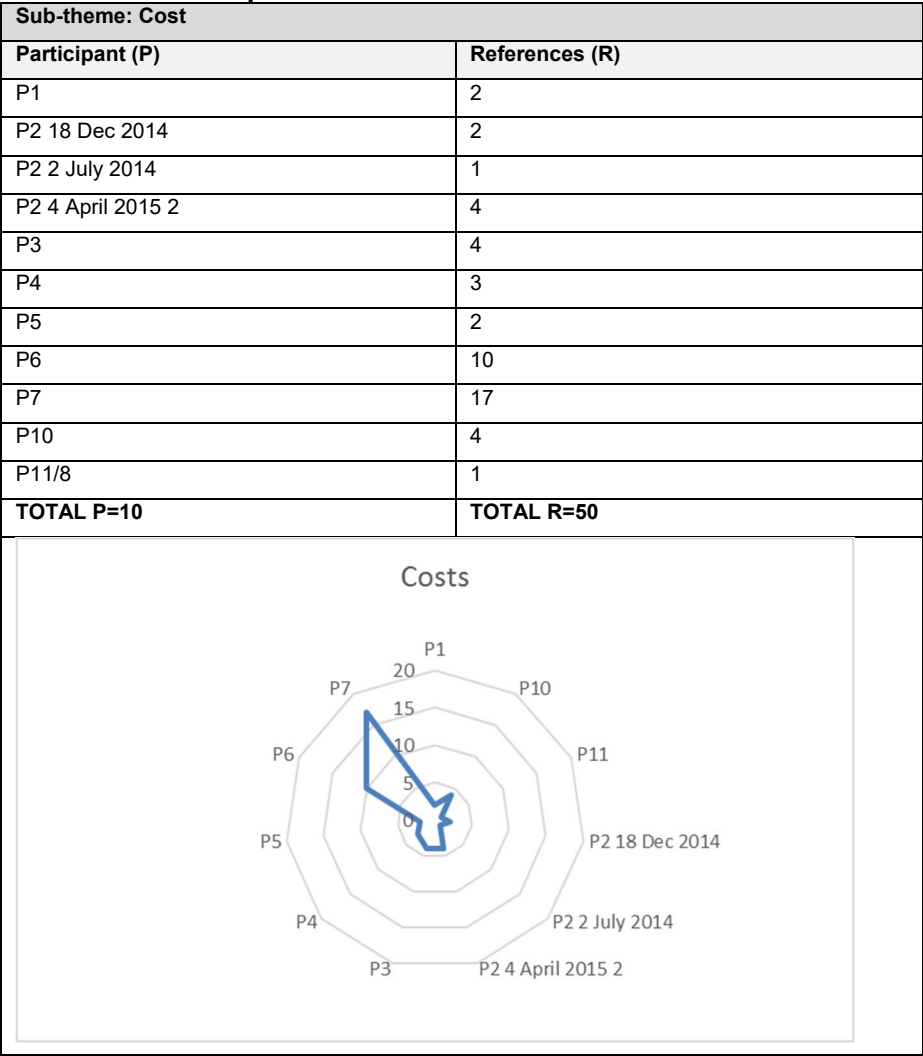 Sub-theme: Cost
Participant (P) References (R)
P1 2
P2 18 Dec 2014 2
P2 2 July 2014 1
P2 4 April 2015 2 4
P3 4
P4 3
P5 2
P6 10
P7 17
P10 4
P11/8 1
TOTAL P=10 TOTAL R=50
Costs
P1
20
P7 P10
15
10
P6 P11
5
0
P5 P2 18 Dec 2014
P4 P2 2 July 2014
P3 P2 4 April 2015 2